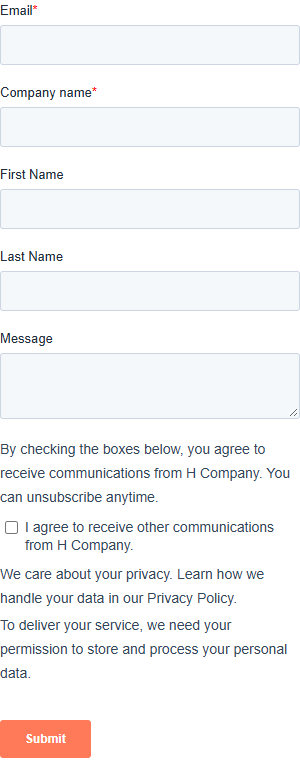 Email*
Company name*
First Name
Last Name
Message
By checking the boxes below, you agree to
receive communications from H Company. You
can unsubscribe anytime.
I agree to receive other communications
from H Company.
We care about your privacy. Learn how we
handle your data in our Privacy Policy.
To deliver your service, we need your
permission to store and process your personal
data.
Submit